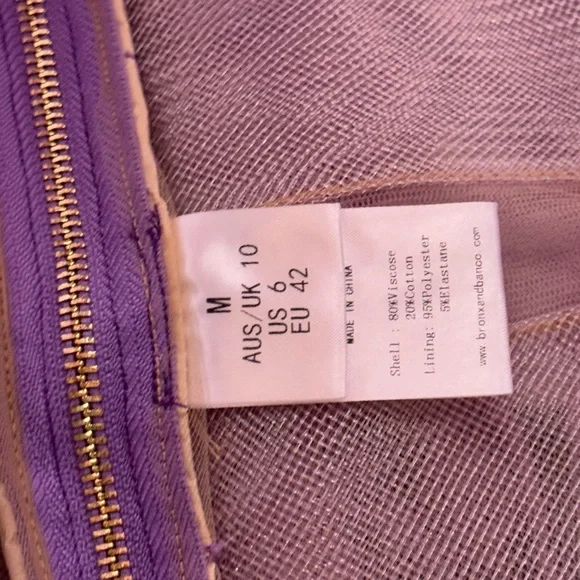 M
AUS/UK 10
US 6
EU 42
MADE IN CHINA
Shell : 80%Viscose
20%Cotton
Lining: 95%Polyester
5%Elastane
www.bronxandbanco.com